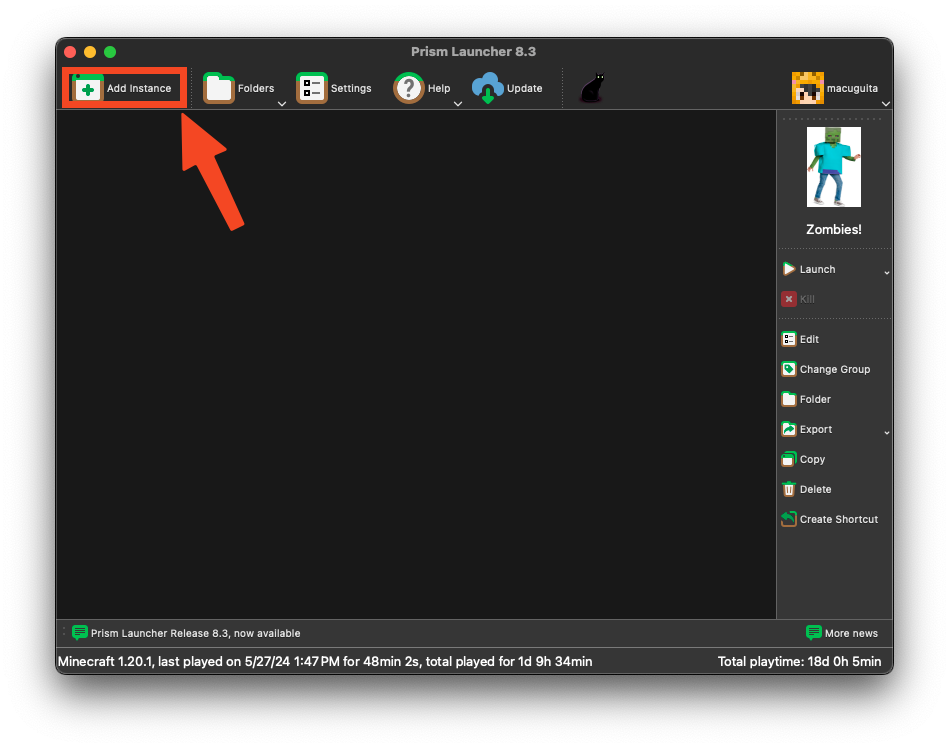 Prism Launcher 8.3
Add Instance
Folders
Settings
Help
Update
macuguita
Zombies!
Launch
Kill
Edit
Change Group
Folder
Export
Copy
Delete
Create Shortcut
Prism Launcher Release 8.3, now available
More news
Minecraft 1.20.1, last played on 5/27/24 1:47 PM for 48min 2s, total played for 1d 9h 34min
Total playtime: 18d 0h 5min